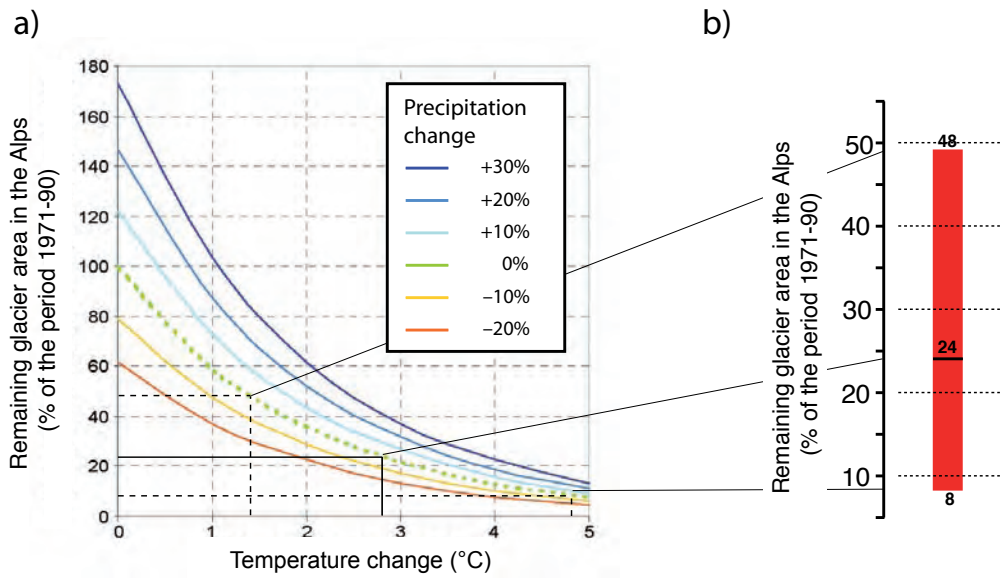 a)
b)
Remaining glacier area in the Alps
(% of the period 1971-90)
180
160
140
120
100
80
60
40
20
0
0 1 2 3 4 5
Temperature change (°C)
Precipitation
change
+30%
+20%
+10%
0%
–10%
–20%
Remaining glacier area in the Alps
(% of the period 1971-90)
50
40
30
20
10
48
24
8